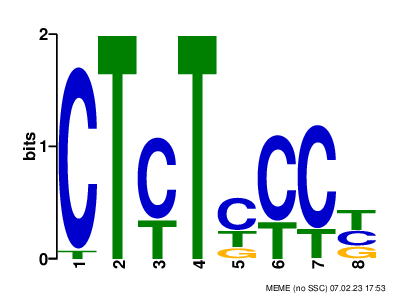 2
1
0
bits
C T C T C C C T
T T T T T C
G G
1 2 3 4 5 6 7 8
MEME (no SSC) 07.02.23 17:53